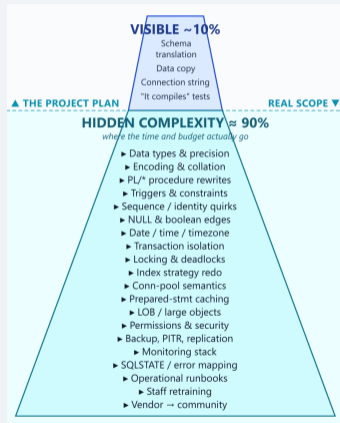 VISIBLE ~10%
Schema
translation
Data copy
Connection string
"It compiles" tests
▲ THE PROJECT PLAN
REAL SCOPE ▼
HIDDEN COMPLEXITY ≈ 90%
where the time and budget actually go
▸ Data types & precision
▸ Encoding & collation
▸ PL/* procedure rewrites
▸ Triggers & constraints
▸ Sequence / identity quirks
▸ NULL & boolean edges
▸ Date / time / timezone
▸ Transaction isolation
▸ Locking & deadlocks
▸ Index strategy redo
▸ Conn-pool semantics
▸ Prepared-stmt caching
▸ LOB / large objects
▸ Permissions & security
▸ Backup, PITR, replication
▸ Monitoring stack
▸ SQLSTATE / error mapping
▸ Operational runbooks
▸ Staff retraining
▸ Vendor → community